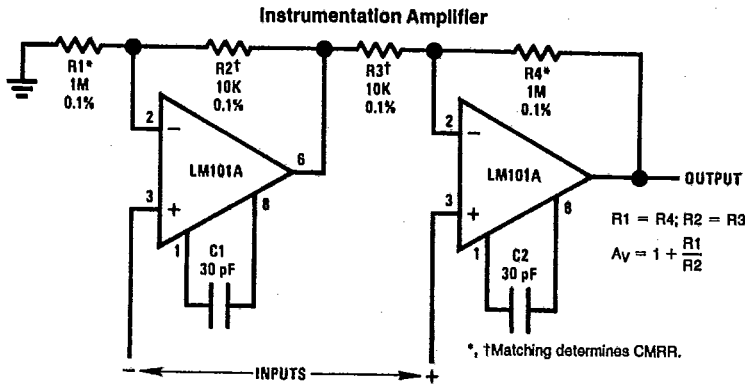 Instrumentation Amplifier
R1*
1M
0.1%
R2†
10K
0.1%
R3†
10K
0.1%
R4*
1M
0.1%
2
−
LM101A
6
3
+
1
8
C1
30 pF
2
−
LM101A
3
+
1
8
C2
30 pF
OUTPUT
R1 = R4; R2 = R3
AV = 1 + R1
R2
*, †Matching determines CMRR.
− INPUTS +